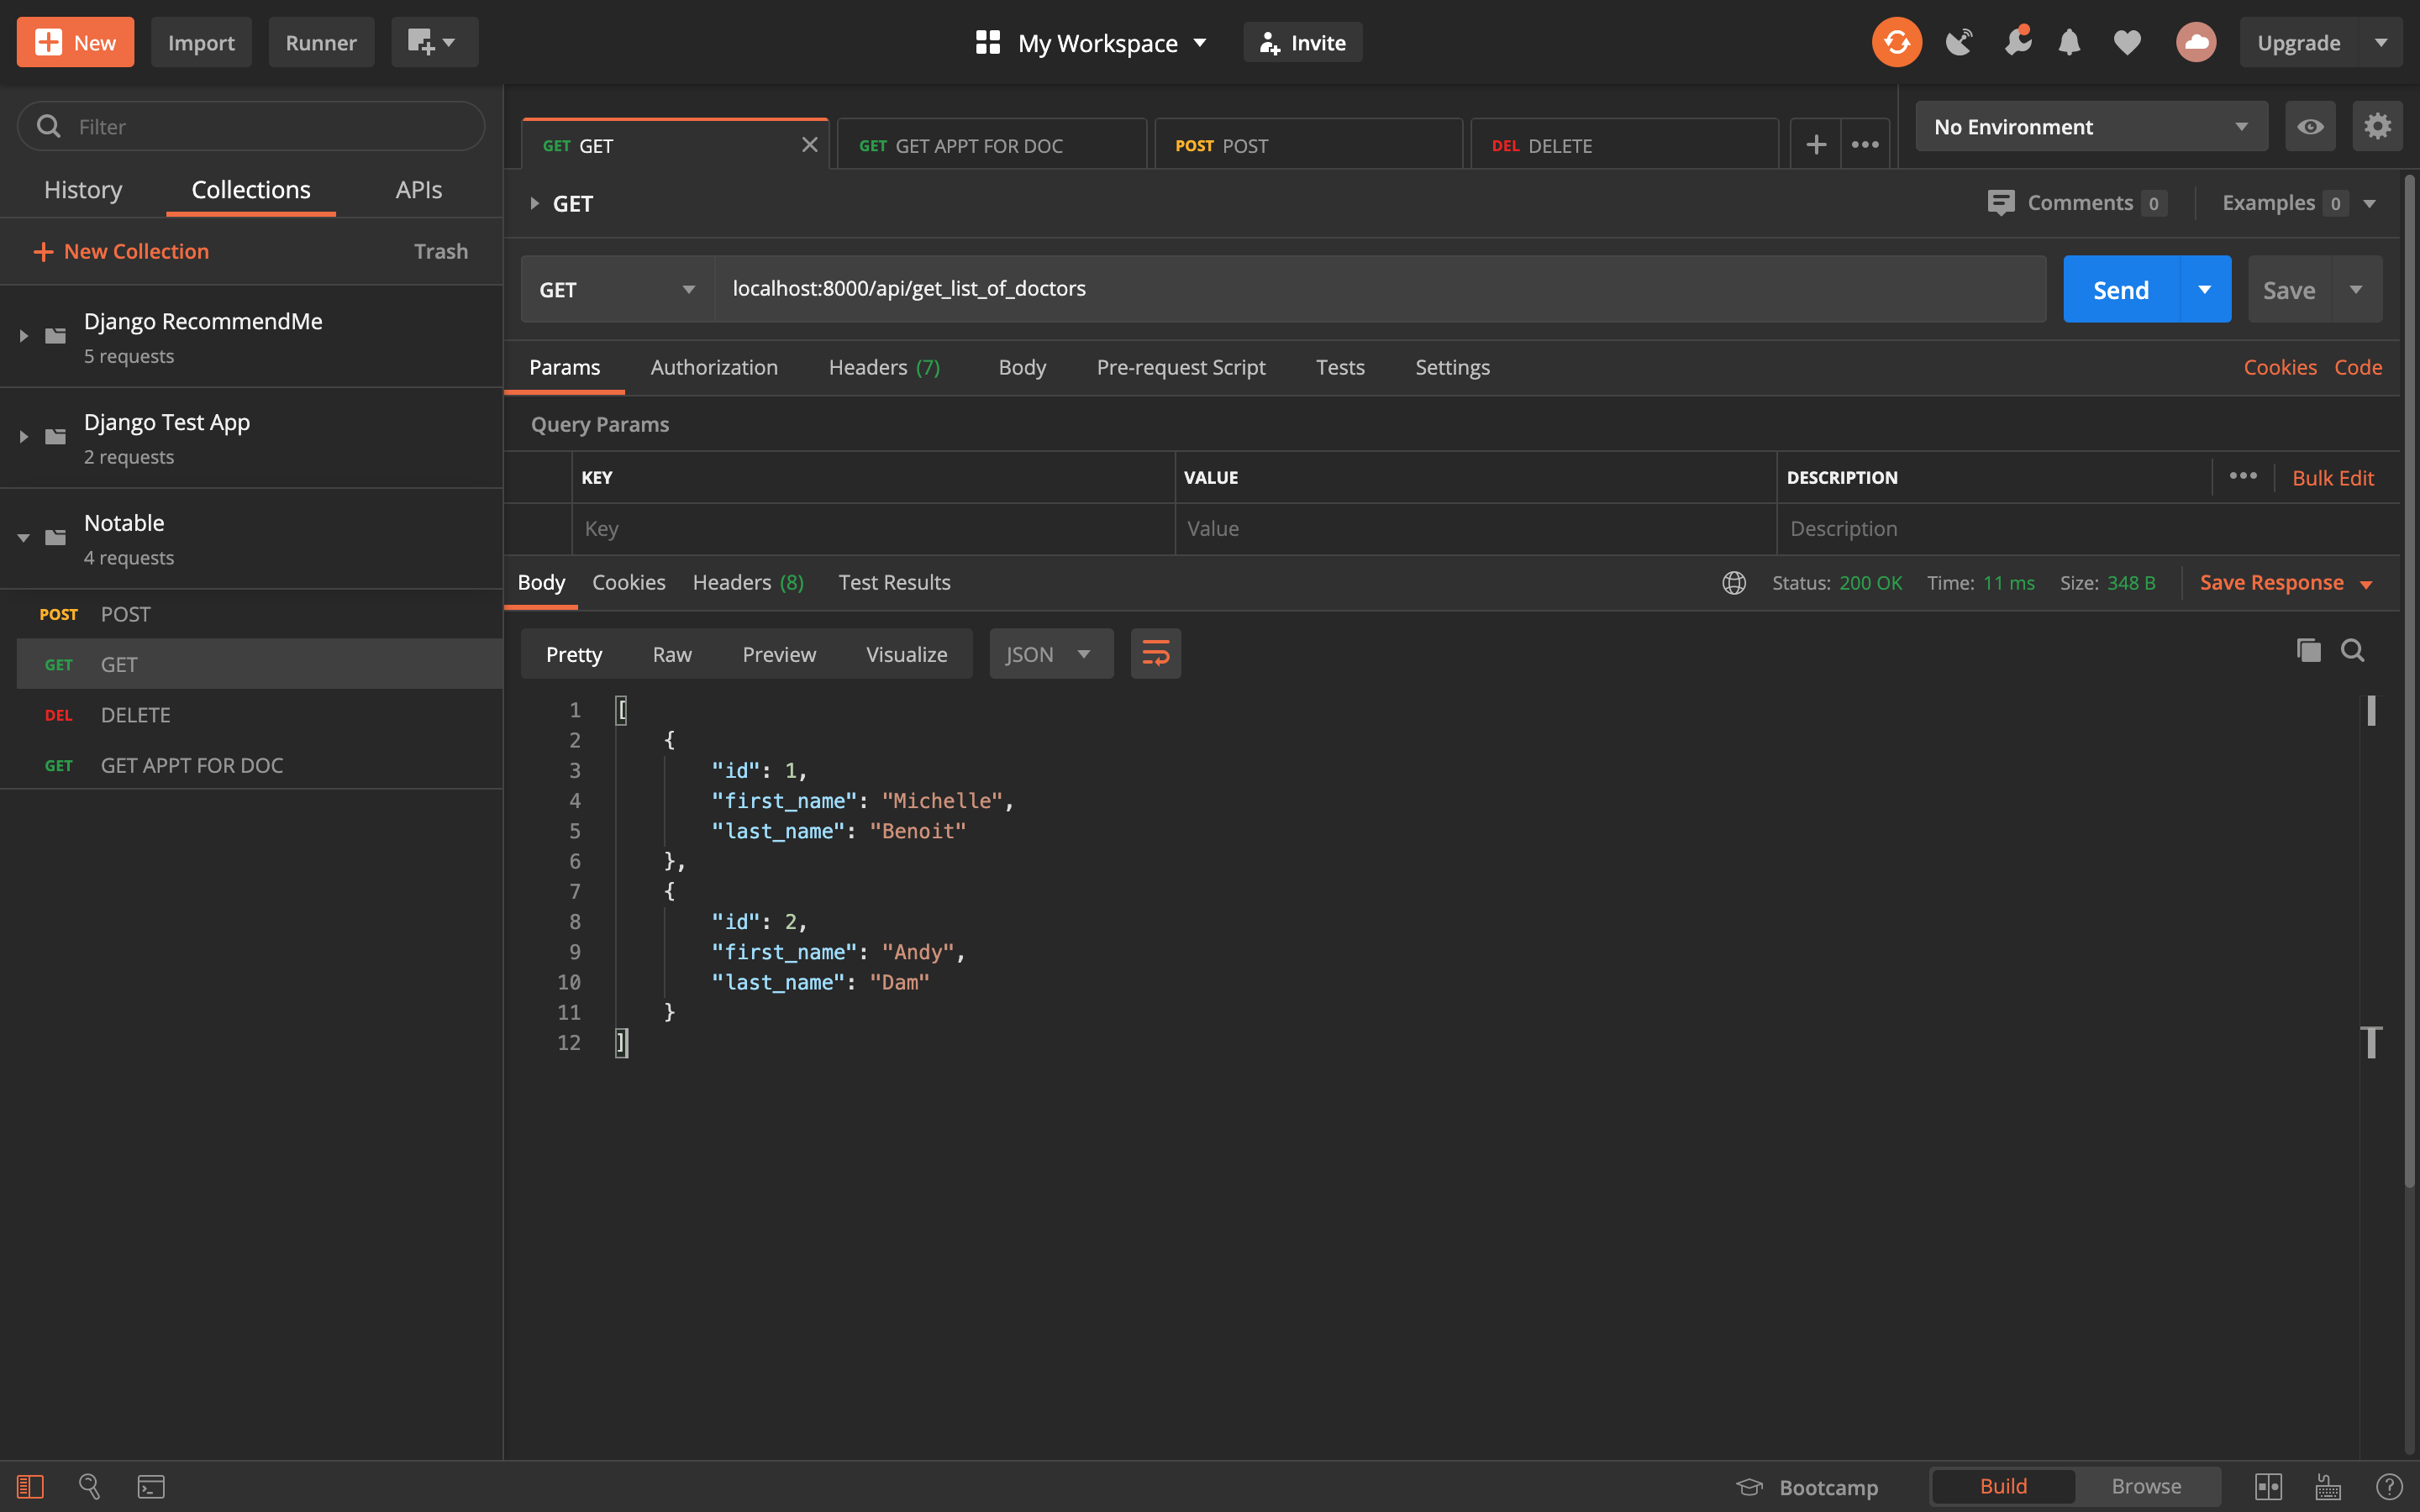 New Import Runner My Workspace Invite Upgrade
Filter
History Collections APIs
New Collection Trash
Django RecommendMe
5 requests
Django Test App
2 requests
Notable
4 requests
POST POST
GET GET
DEL DELETE
GET GET APPT FOR DOC
GET GET GET GET APPT FOR DOC POST POST DEL DELETE No Environment
GET Comments 0 Examples 0
GET localhost:8000/api/get_list_of_doctors Send Save
Params Authorization Headers (7) Body Pre-request Script Tests Settings Cookies Code
Query Params
KEY VALUE DESCRIPTION Bulk Edit
Key Value Description
Body Cookies Headers (8) Test Results Status: 200 OK Time: 11 ms Size: 348 B Save Response
Pretty Raw Preview Visualize JSON
1 [
2 {
3 "id": 1,
4 "first_name": "Michelle",
5 "last_name": "Benoit"
6 },
7 {
8 "id": 2,
9 "first_name": "Andy",
10 "last_name": "Dam"
11 }
12 ]
Bootcamp Build Browse